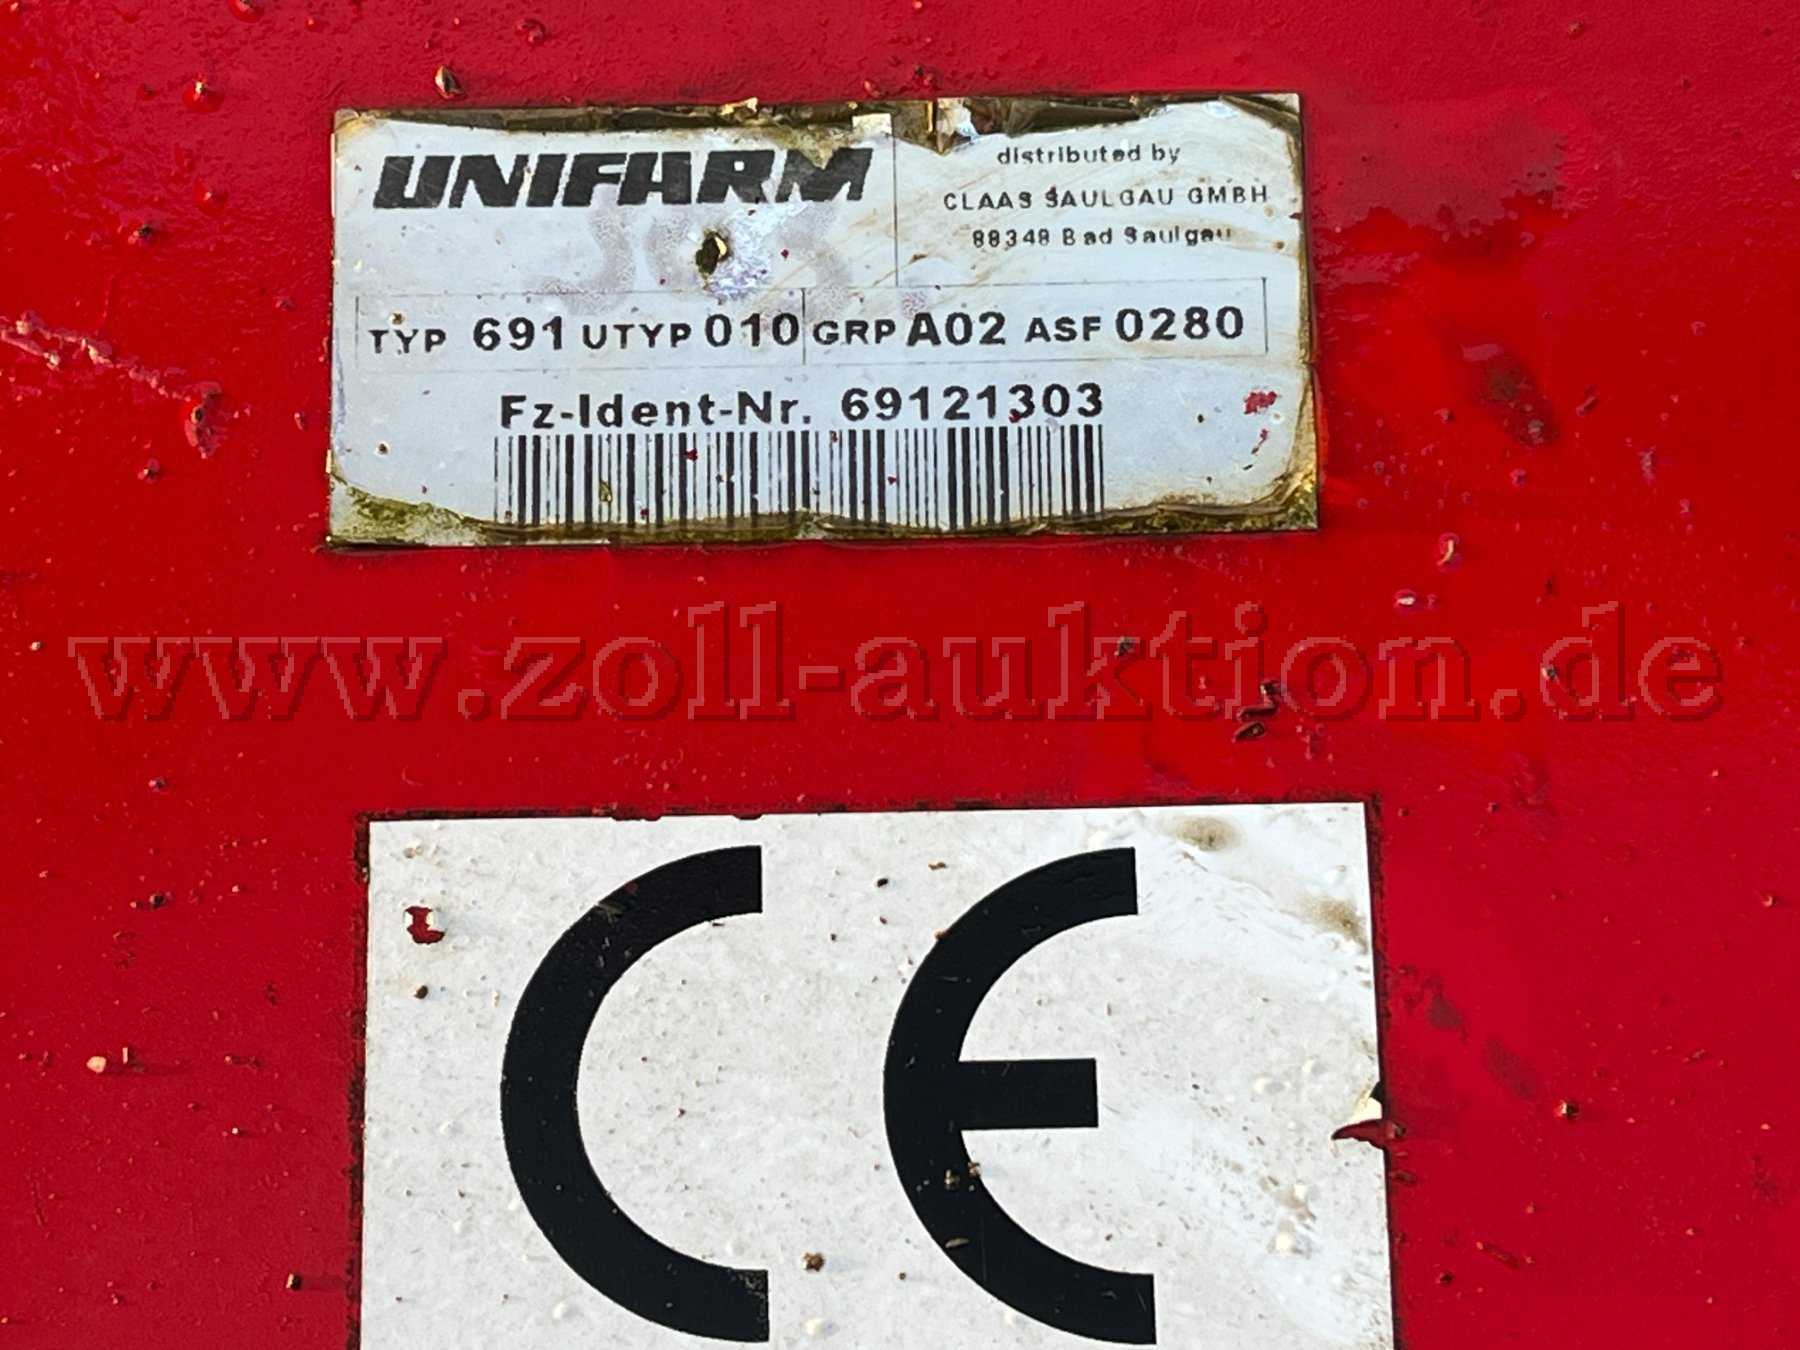 UNIFARM
distributed by
CLAAS SAULGAU GMBH
88348 Bad Saulgau
TYP 691 UTYP 010 GRP A02 ASF 0280
Fz-Ident-Nr. 69121303
www.zoll-auktion.de
CE